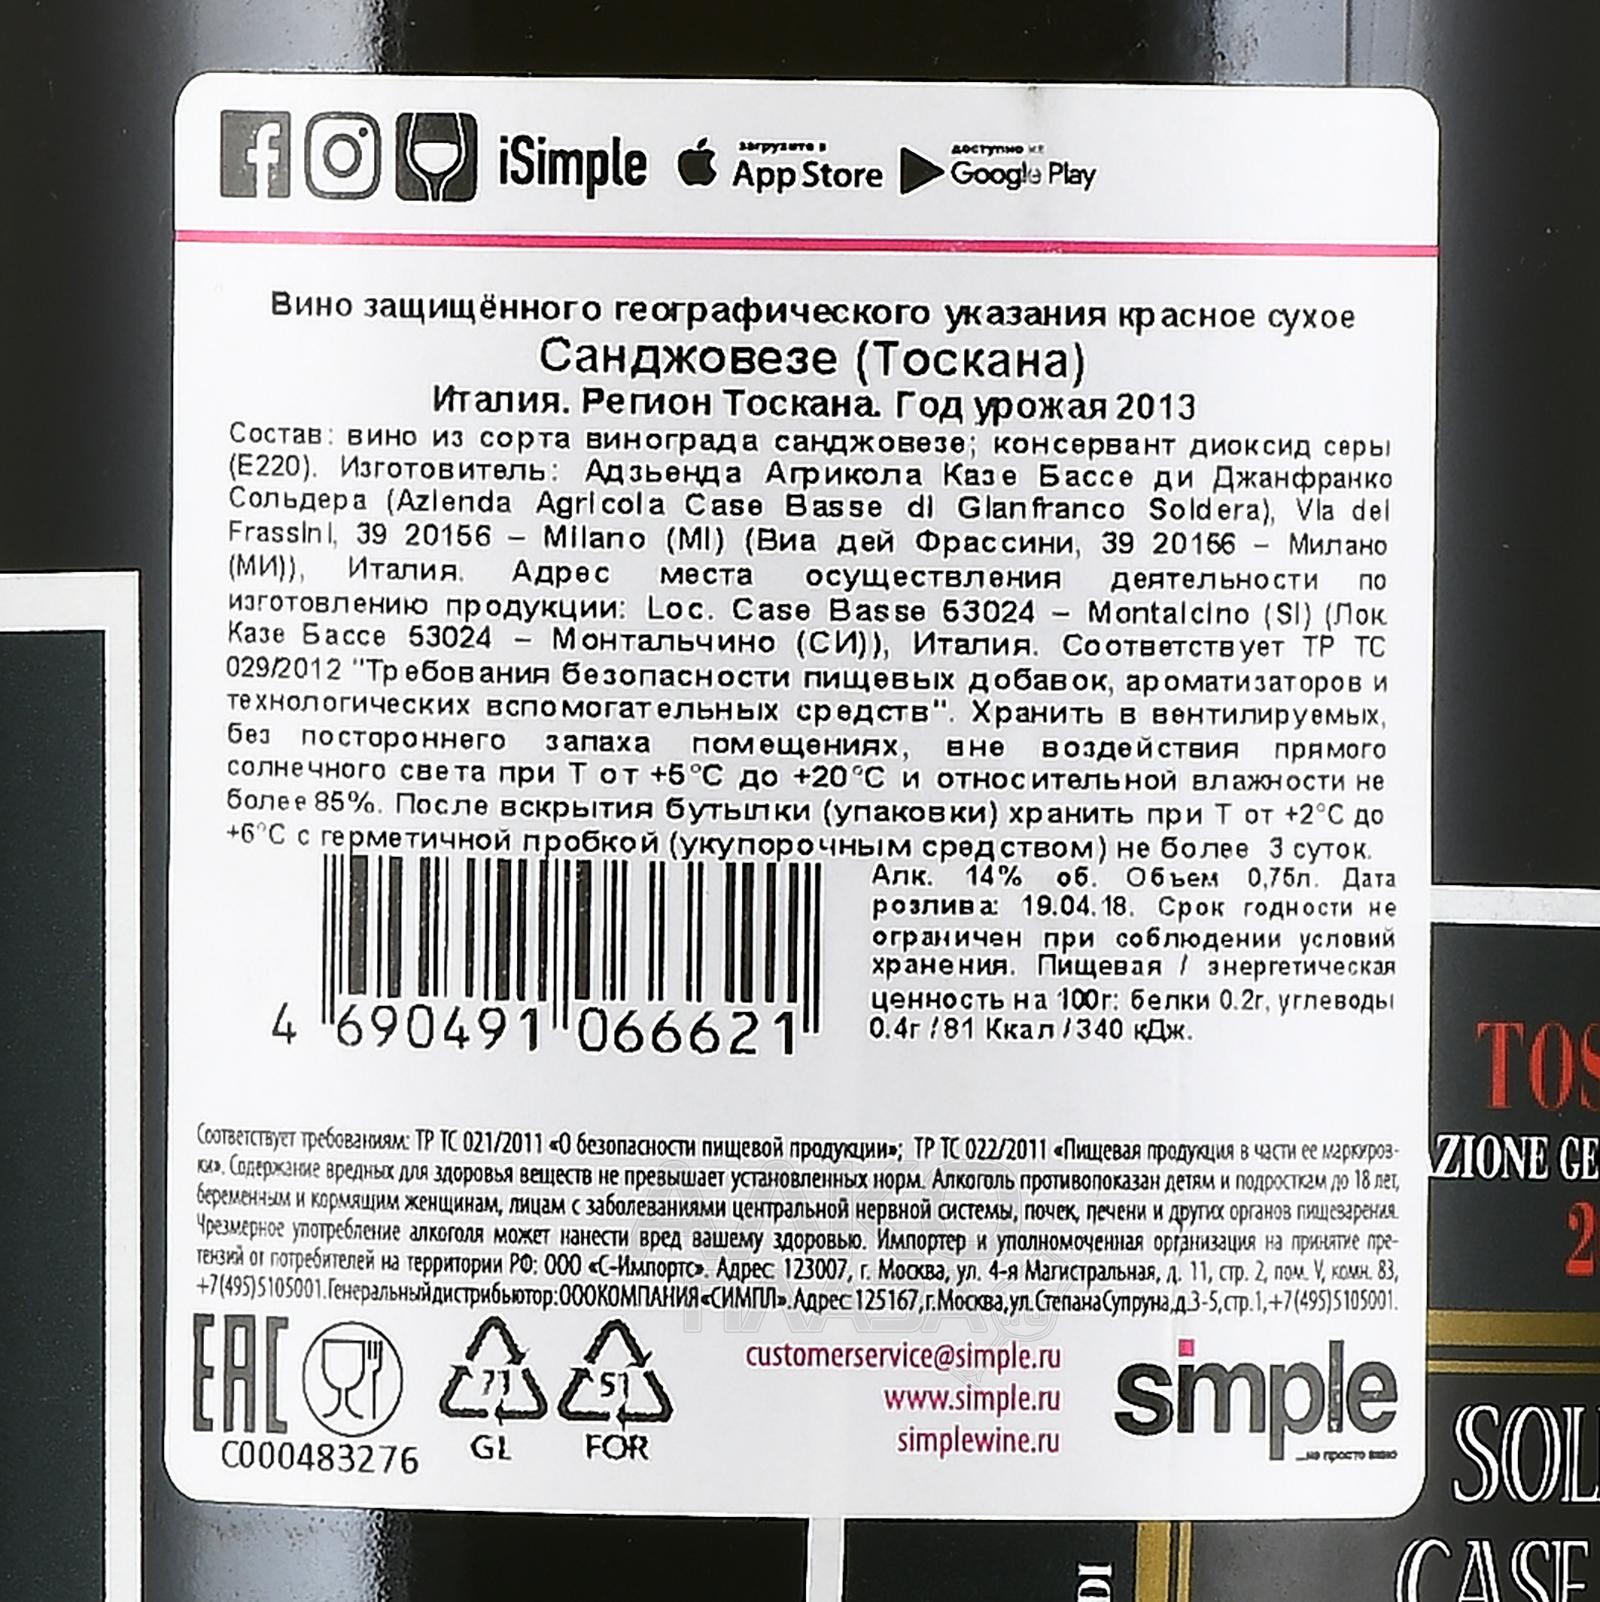 iSimple
загрузите в
App Store
доступно на
Google Play
Вино защищённого географического указания красное сухое
Санджовезе (Тоскана)
Италия. Регион Тоскана. Год урожая 2013
Состав: вино из сорта винограда санджовезе; консервант диоксид серы
(Е220). Изготовитель: Адзьенда Агрикола Казе Бассе ди Джанфранко
Сольдера (Azienda Agricola Case Basse di Gianfranco Soldera), Via dei
Frassini, 39 20156 – Milano (MI) (Виа дей Фрассини, 39 20156 – Милано
(МИ)), Италия. Адрес места осуществления деятельности по
изготовлению продукции: Loc. Case Basse 53024 – Montalcino (SI) (Лок.
Казе Бассе 53024 – Монтальчино (СИ)), Италия. Соответствует ТР ТС
029/2012 "Требования безопасности пищевых добавок, ароматизаторов и
технологических вспомогательных средств". Хранить в вентилируемых,
без постороннего запаха помещениях, вне воздействия прямого
солнечного света при Т от +5°С до +20°С и относительной влажности не
более 85%. После вскрытия бутылки (упаковки) хранить при Т от +2°С до
+6°С с герметичной пробкой (укупорочным средством) не более 3 суток.
Алк. 14% об. Объем 0,75л. Дата
розлива: 19.04.18. Срок годности не
ограничен при соблюдении условий
хранения. Пищевая / энергетическая
ценность на 100г: белки 0.2г, углеводы
0.4г / 81 Ккал / 340 кДж.
4 690491 066621
Соответствует требованиям: ТР ТС 021/2011 «О безопасности пищевой продукции»; ТР ТС 022/2011 «Пищевая продукция в части ее маркиров-
ки». Содержание вредных для здоровья веществ не превышает установленных норм. Алкоголь противопоказан детям и подросткам до 18 лет,
беременным и кормящим женщинам, лицам с заболеваниями центральной нервной системы, почек, печени и других органов пищеварения.
Чрезмерное употребление алкоголя может нанести вред вашему здоровью. Импортер и уполномоченная организация на принятие пре-
тензий от потребителей на территории РФ: ООО «С-Импортс». Адрес: 123007, г. Москва, ул. 4-я Магистральная, д. 11, стр. 2, пом. V, комн. 83,
+7(495)5105001. Генеральный дистрибьютор: ООО КОМПАНИЯ «СИМПЛ». Адрес: 125167, г. Москва, ул. Степана Супруна, д.3-5, стр.1, +7(495)5105001.
ЕАС
С000483276
71
GL
51
FOR
customerservice@simple.ru
www.simple.ru
simplewine.ru
simple
...не просто вино
АЛКО
ПЛАЗА.ru
TOS
ZIONE GE
2
SOL
CASE
DI